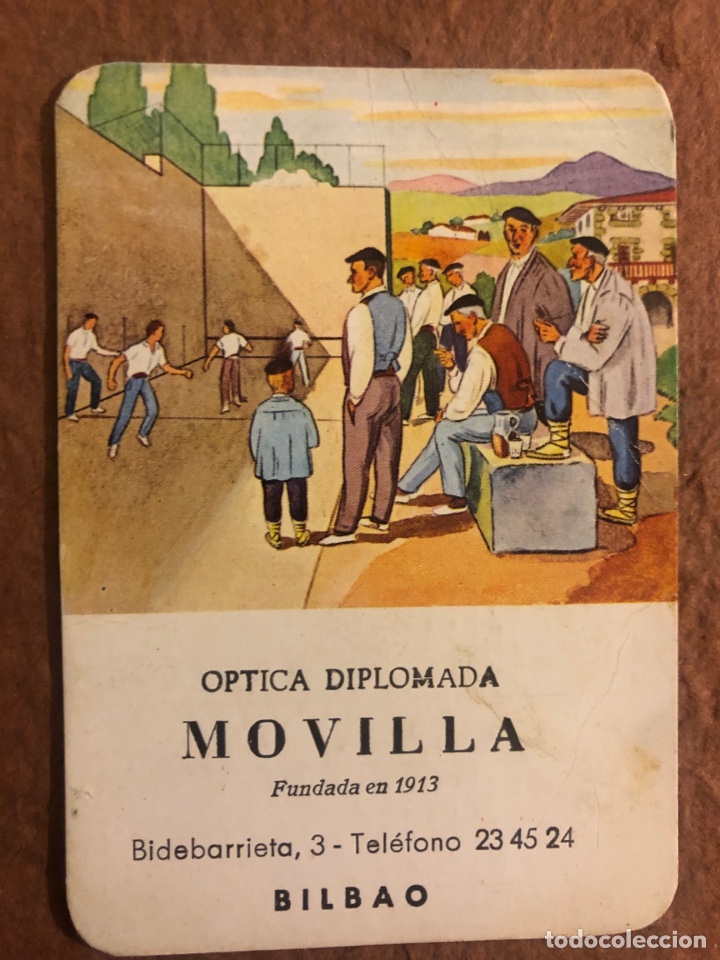 OPTICA DIPLOMADA
MOVILLA
Fundada en 1913
Bidebarrieta, 3 - Teléfono 23 45 24
BILBAO
todocoleccion